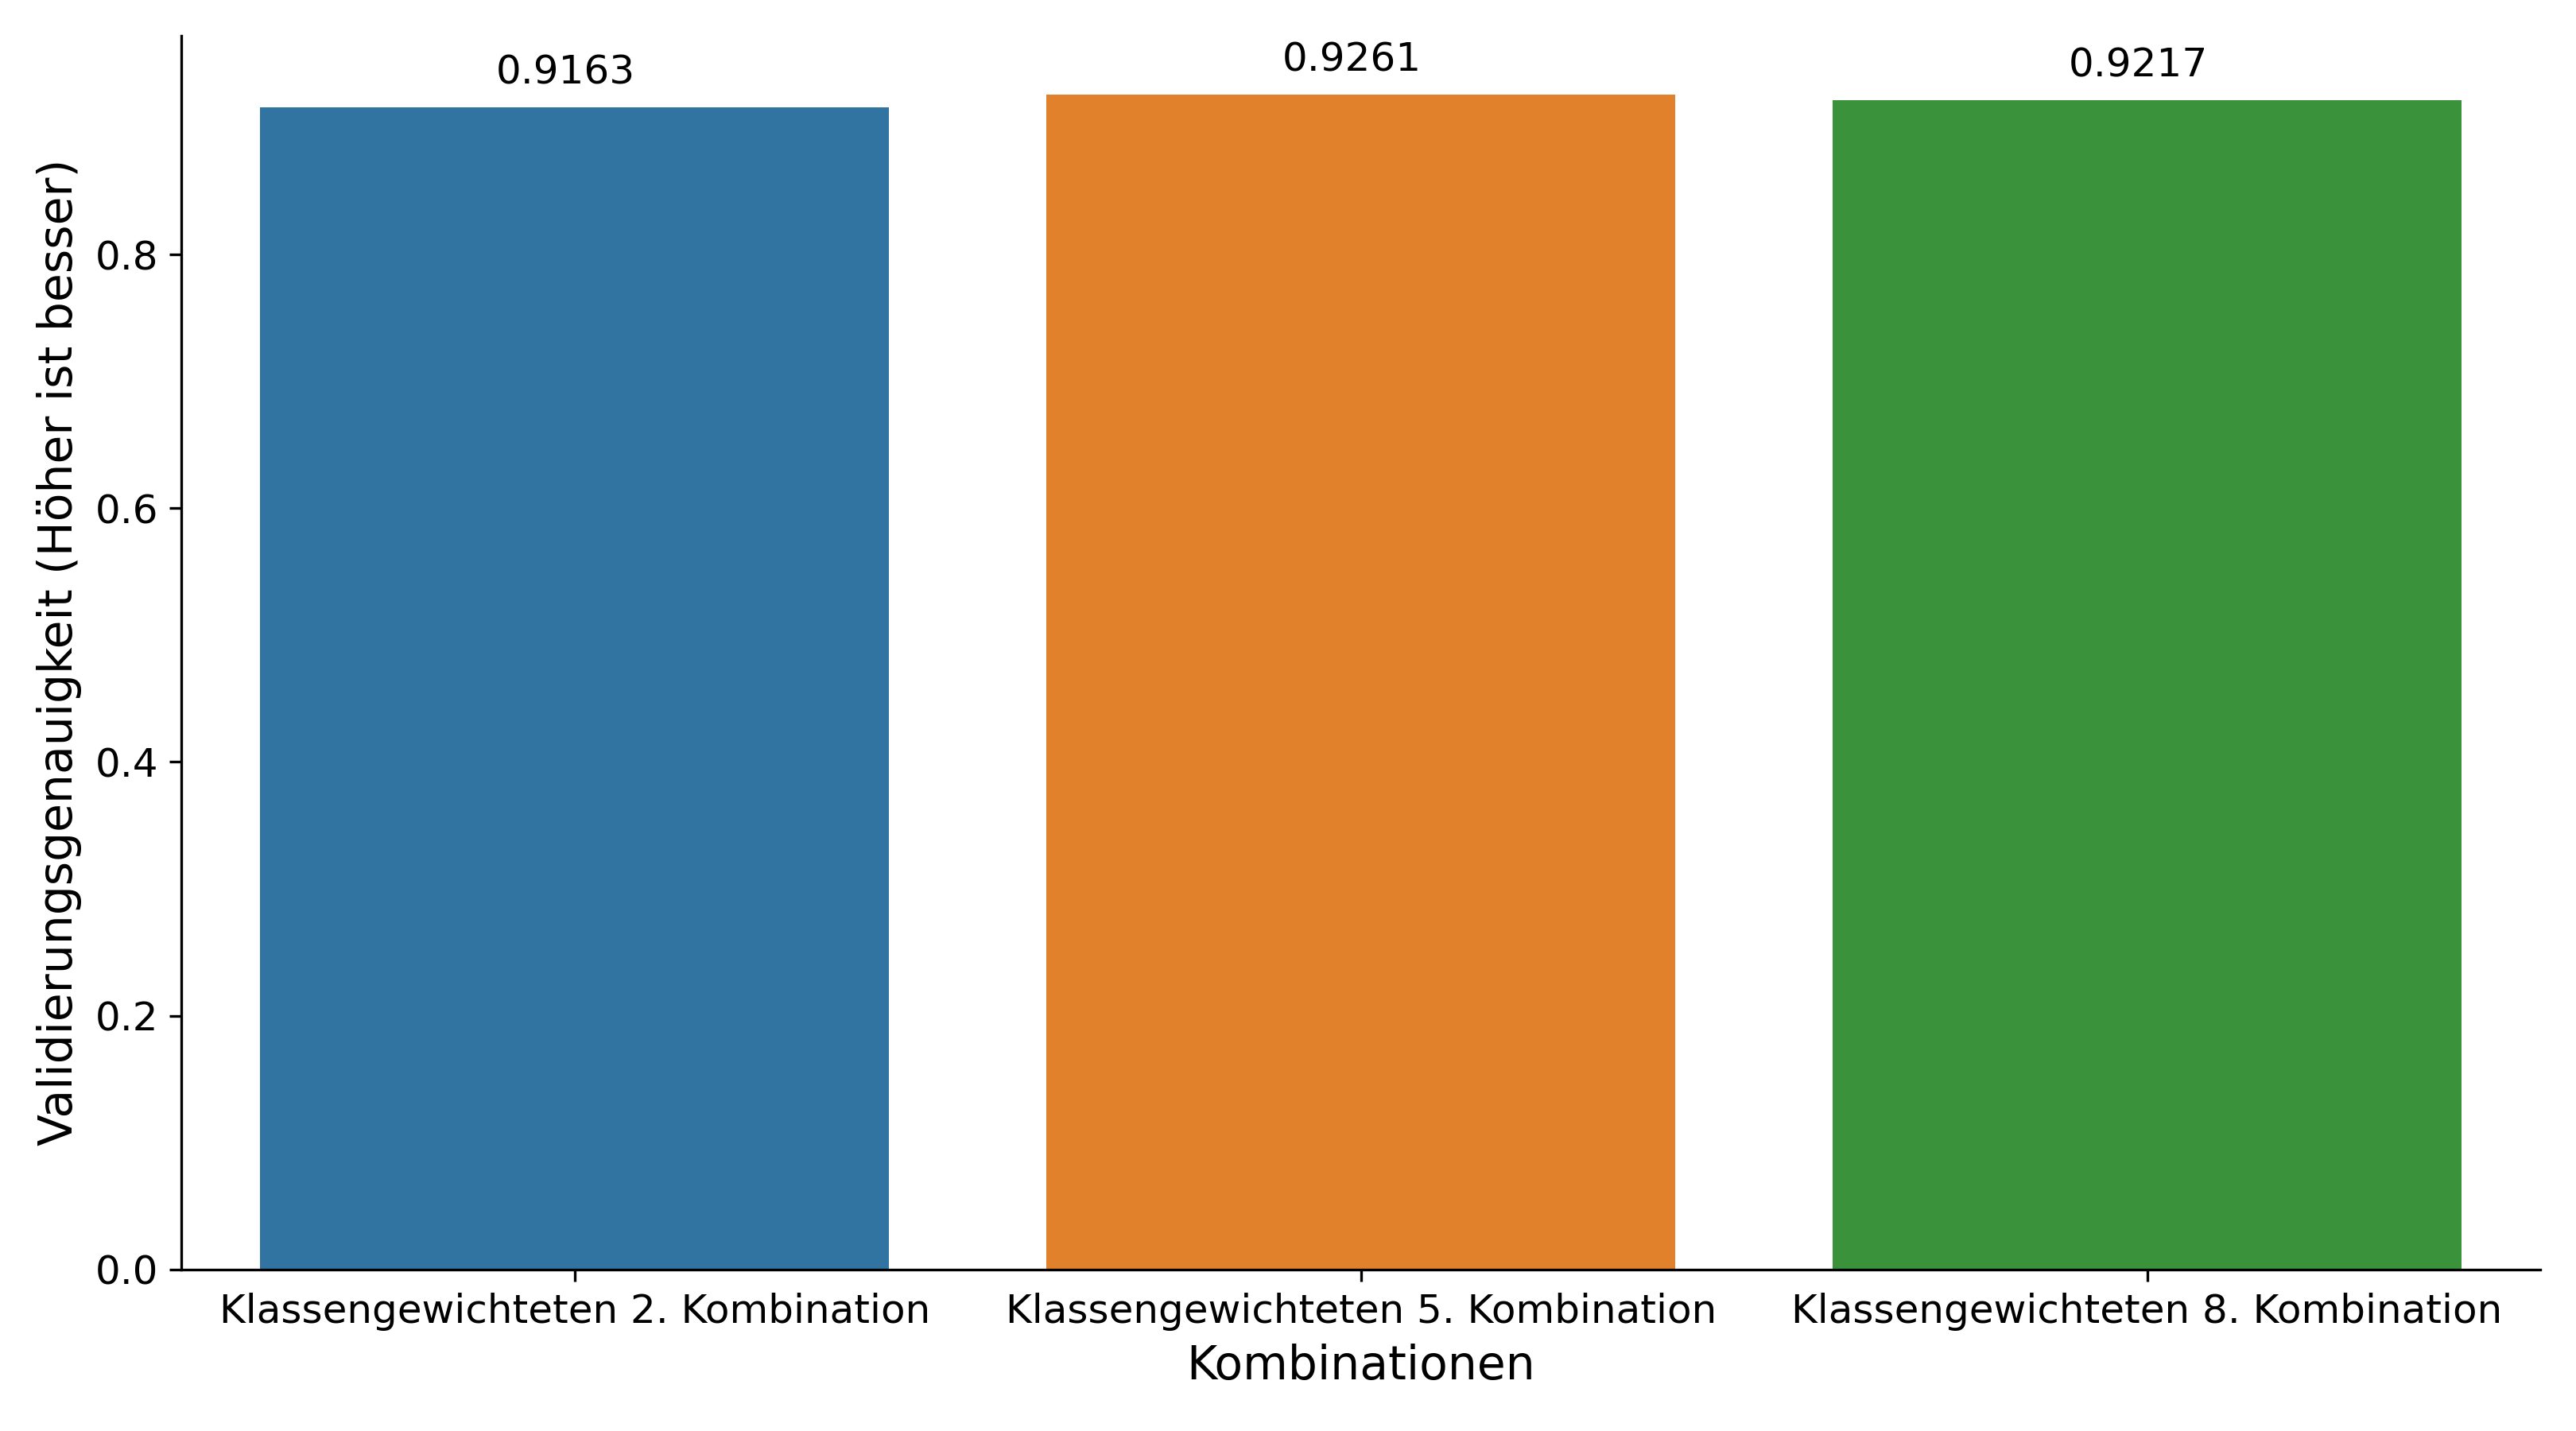 0.9163
0.9261
0.9217
Validierungsgenauigkeit (Höher ist besser)
0.8
0.6
0.4
0.2
0.0
Klassengewichteten 2. Kombination
Klassengewichteten 5. Kombination
Klassengewichteten 8. Kombination
Kombinationen